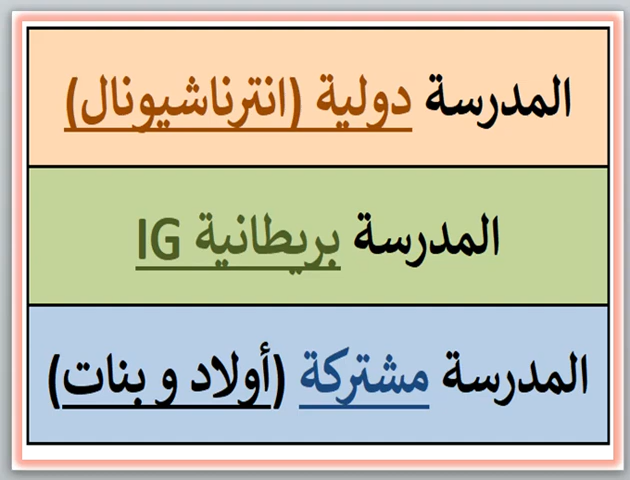 المدرسة دولية (انترناشيونال)
المدرسة بريطانية IG
المدرسة مشتركة (أولاد و بنات)